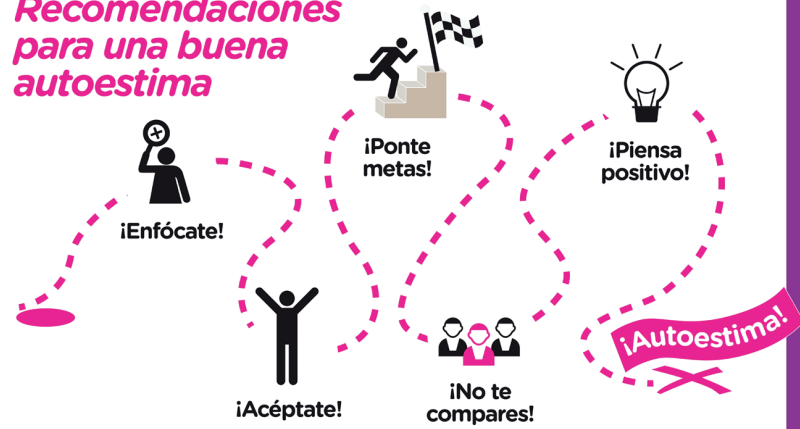 Recomendaciones
para una buena
autoestima
¡Enfócate!
¡Acéptate!
¡Ponte
metas!
¡No te
compares!
¡Piensa
positivo!
¡Autoestima!